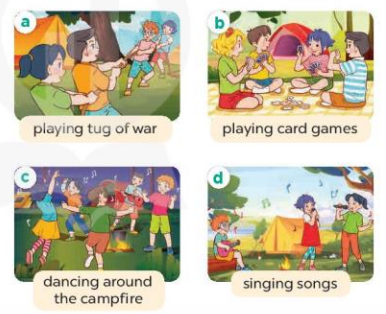 a
playing tug of war
b
playing card games
c
dancing around
the campfire
d
singing songs